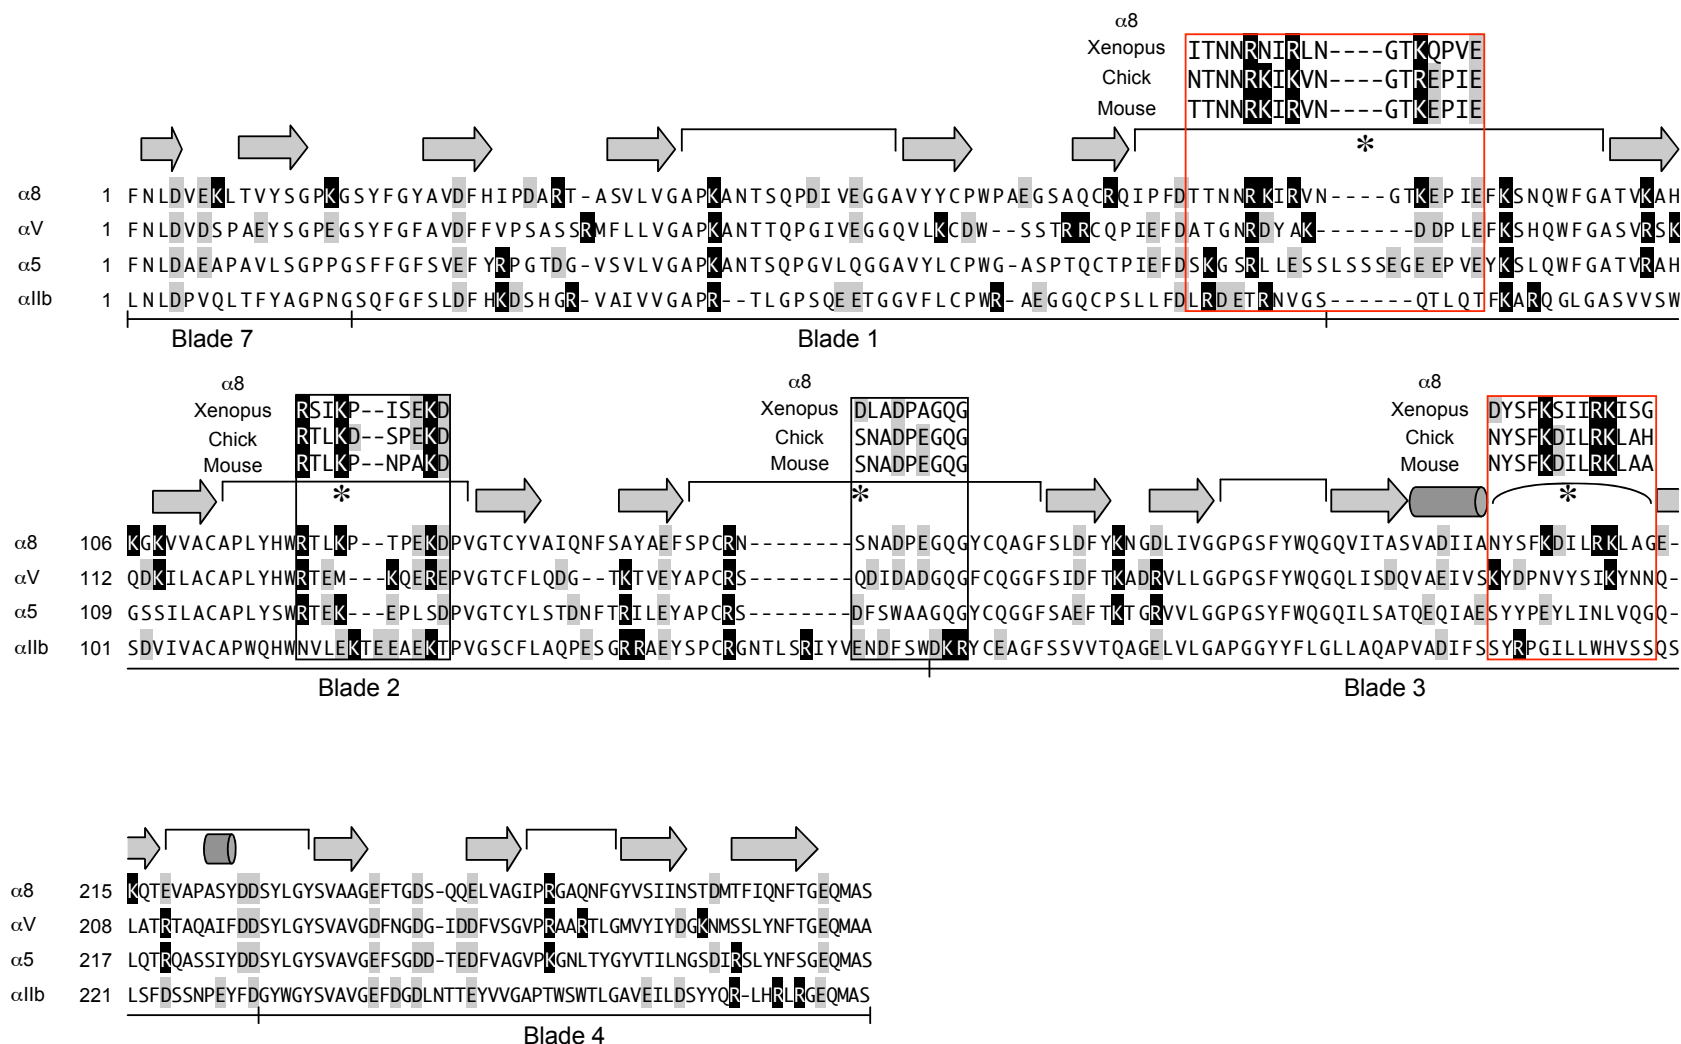 α8
Xenopus ITNNRNIRLN----GTKQPVE
Chick NTNNRKIKVN----GTREPIE
Mouse TTNNRKIRVN----GTKEPIE
*
α8 1 FNLDVEKLTVYSGPKGSYFGYAVDFHIPDART-ASVLVGAPKANTSQPDIVEGGAVYYCPWPAEGSAQCRQIPFDTTNNRKIRVN----GTKEPIEFKSNQWFGATVKAH
αV 1 FNLDVDSPAEYSGPEGSYFGFAVDFFVPSASSRMFLLVGAPKANTTQPGIVEGGQVLKCDW--SSTRRCQPIEFDATGNRDYAK-------DDPLEFKSHQWFGASVRSK
α5 1 FNLDAEAPAVLSGPPGSFFGFSVEFYRPGTDG-VSVLVGAPKANTSQPGVLQGGAVYLCPWG-ASPTQCTPIEFDSKGSRLLESSLSSSEGEEPVEYKSLQWFGATVRAH
αIIb 1 LNLDPVQLTFYAGPNGSQFGFSLDFHKDSHGR-VAIVVGAPR--TLGPSQEETGGVFLCPWR-AEGGQCPSLLFDLRDETRNVGS------QTLQTFKARQGLGASVVSW
Blade 7 Blade 1
α8 α8 α8
Xenopus RSIKP--ISEKD Xenopus DLADPAGQG Xenopus DYSFKSIIRKISG
Chick RTLKD--SPEKD Chick SNADPEGQG Chick NYSFKDILRKLAH
Mouse RTLKP--NPAKD Mouse SNADPEGQG Mouse NYSFKDILRKLAA
* * *
α8 106 KGKVVACAPLYHWRTLKP--TPEKDPVGTCYVAIQNFSAYAEFSPCRN--------SNADPEGQGYCQAGFSLDFYKNGDLIVGGPGSFYWQGQVITASVADIIANYSFKDILRKLAGE-
αV 112 QDKILACAPLYHWRTEM---KQEREPVGTCFLQDG--TKTVEYAPCRS--------QDIDADGQGFCQGGFSIDFTKADRVLLGGPGSFYWQGQLISDQVAEIVSKYDPNVYSIKYNNQ-
α5 109 GSSILACAPLYSWRTEK---EPLSDPVGTCYLSTDNFTRILEYAPCRS--------DFSWAAGQGYCQGGFSAEFTKTGRVVLGGPGSYFWQGQILSATQEQIAESYYPEYLINLVQGQ-
αIIb 101 SDVIVACAPWQHWNVLEKTEEAEKTPVGSCFLAQPESGRRAEYSPCRGNTLSRIYVENDFSWDKRYCEAGFSSVVTQAGELVLGAPGGYYFLGLLAQAPVADIFSSYRPGILLWHVSSQS
Blade 2 Blade 3
α8 215 KQTEVAPASYDDSYLGYSVAAGEFTGDS-QQELVAGIPRGAQNFGYVSIINSTDMTFIQNFTGEQMAS
αV 208 LATRTAQAIFDDSYLGYSVAVGDFNGDG-IDDFVSGVPRAARTLGMVYIYDGKNMSSLYNFTGEQMAA
α5 217 LQTRQASSIYDDSYLGYSVAVGEFSGDD-TEDFVAGVPKGNLTYGYVTILNGSDIRSLYNFSGEQMAS
αIIb 221 LSFDSSNPEYFDGYWGYSVAVGEFDGDLNTTEYVVGAPTWSWTLGAVEILDSYYQR-LHRLRGEQMAS
Blade 4